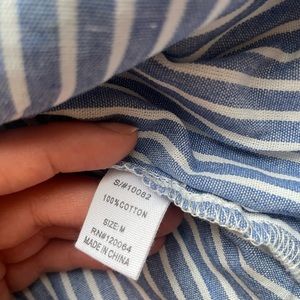 S/#10082
100%COTTON
SIZE M
RN#120064
MADE IN CHINA